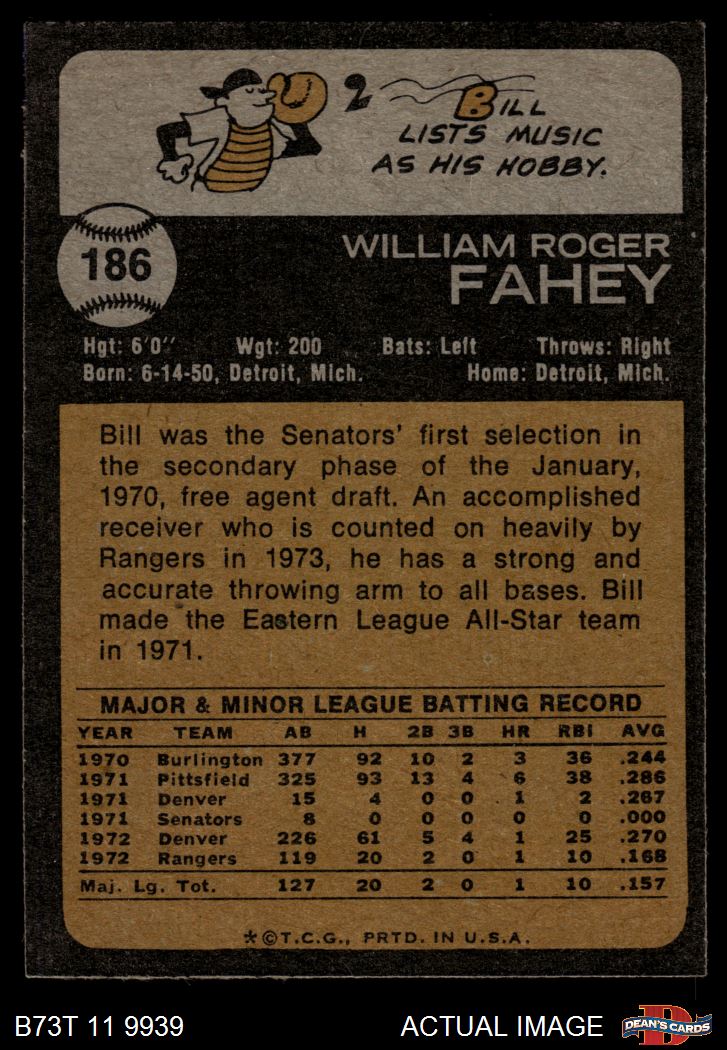 2 BILL
LISTS MUSIC
AS HIS HOBBY.
186
WILLIAM ROGER
FAHEY
Hgt: 6'0" Wgt: 200 Bats: Left Throws: Right
Born: 6-14-50, Detroit, Mich. Home: Detroit, Mich.
Bill was the Senators' first selection in
the secondary phase of the January,
1970, free agent draft. An accomplished
receiver who is counted on heavily by
Rangers in 1973, he has a strong and
accurate throwing arm to all bases. Bill
made the Eastern League All-Star team
in 1971.
MAJOR & MINOR LEAGUE BATTING RECORD
YEAR TEAM AB H 2B 3B HR RBI AVG
1970 Burlington 377 92 10 2 3 36 .244
1971 Pittsfield 325 93 13 4 6 38 .286
1971 Denver 15 4 0 0 1 2 .267
1971 Senators 8 0 0 0 0 0 .000
1972 Denver 226 61 5 4 1 25 .270
1972 Rangers 119 20 2 0 1 10 .168
Maj. Lg. Tot. 127 20 2 0 1 10 .157
*©T.C.G., PRTD. IN U.S.A.
B73T 11 9939 ACTUAL IMAGE D DEAN'S CARDS